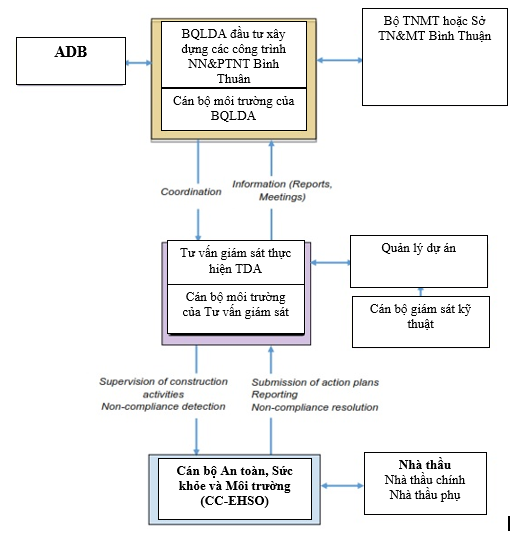 ADB
BQLDA đầu tư xây
dựng các công trình
NN&PTNT Bình
Thuân
Cán bộ môi trường của
BQLDA
Bộ TNMT hoặc Sở
TN&MT Bình Thuận
Coordination
Information (Reports,
Meetings)
Tư vấn giám sát thực
hiện TDA
Cán bộ môi trường
của Tư vấn giám sát
Quản lý dự án
Cán bộ giám sát kỹ
thuật
Supervision of construction
activities
Non-compliance detection
Submission of action plans
Reporting
Non-compliance resolution
Cán bộ An toàn, Sức
khỏe và Môi trường
(CC-EHSO)
Nhà thầu
Nhà thầu chính
Nhà thầu phụ